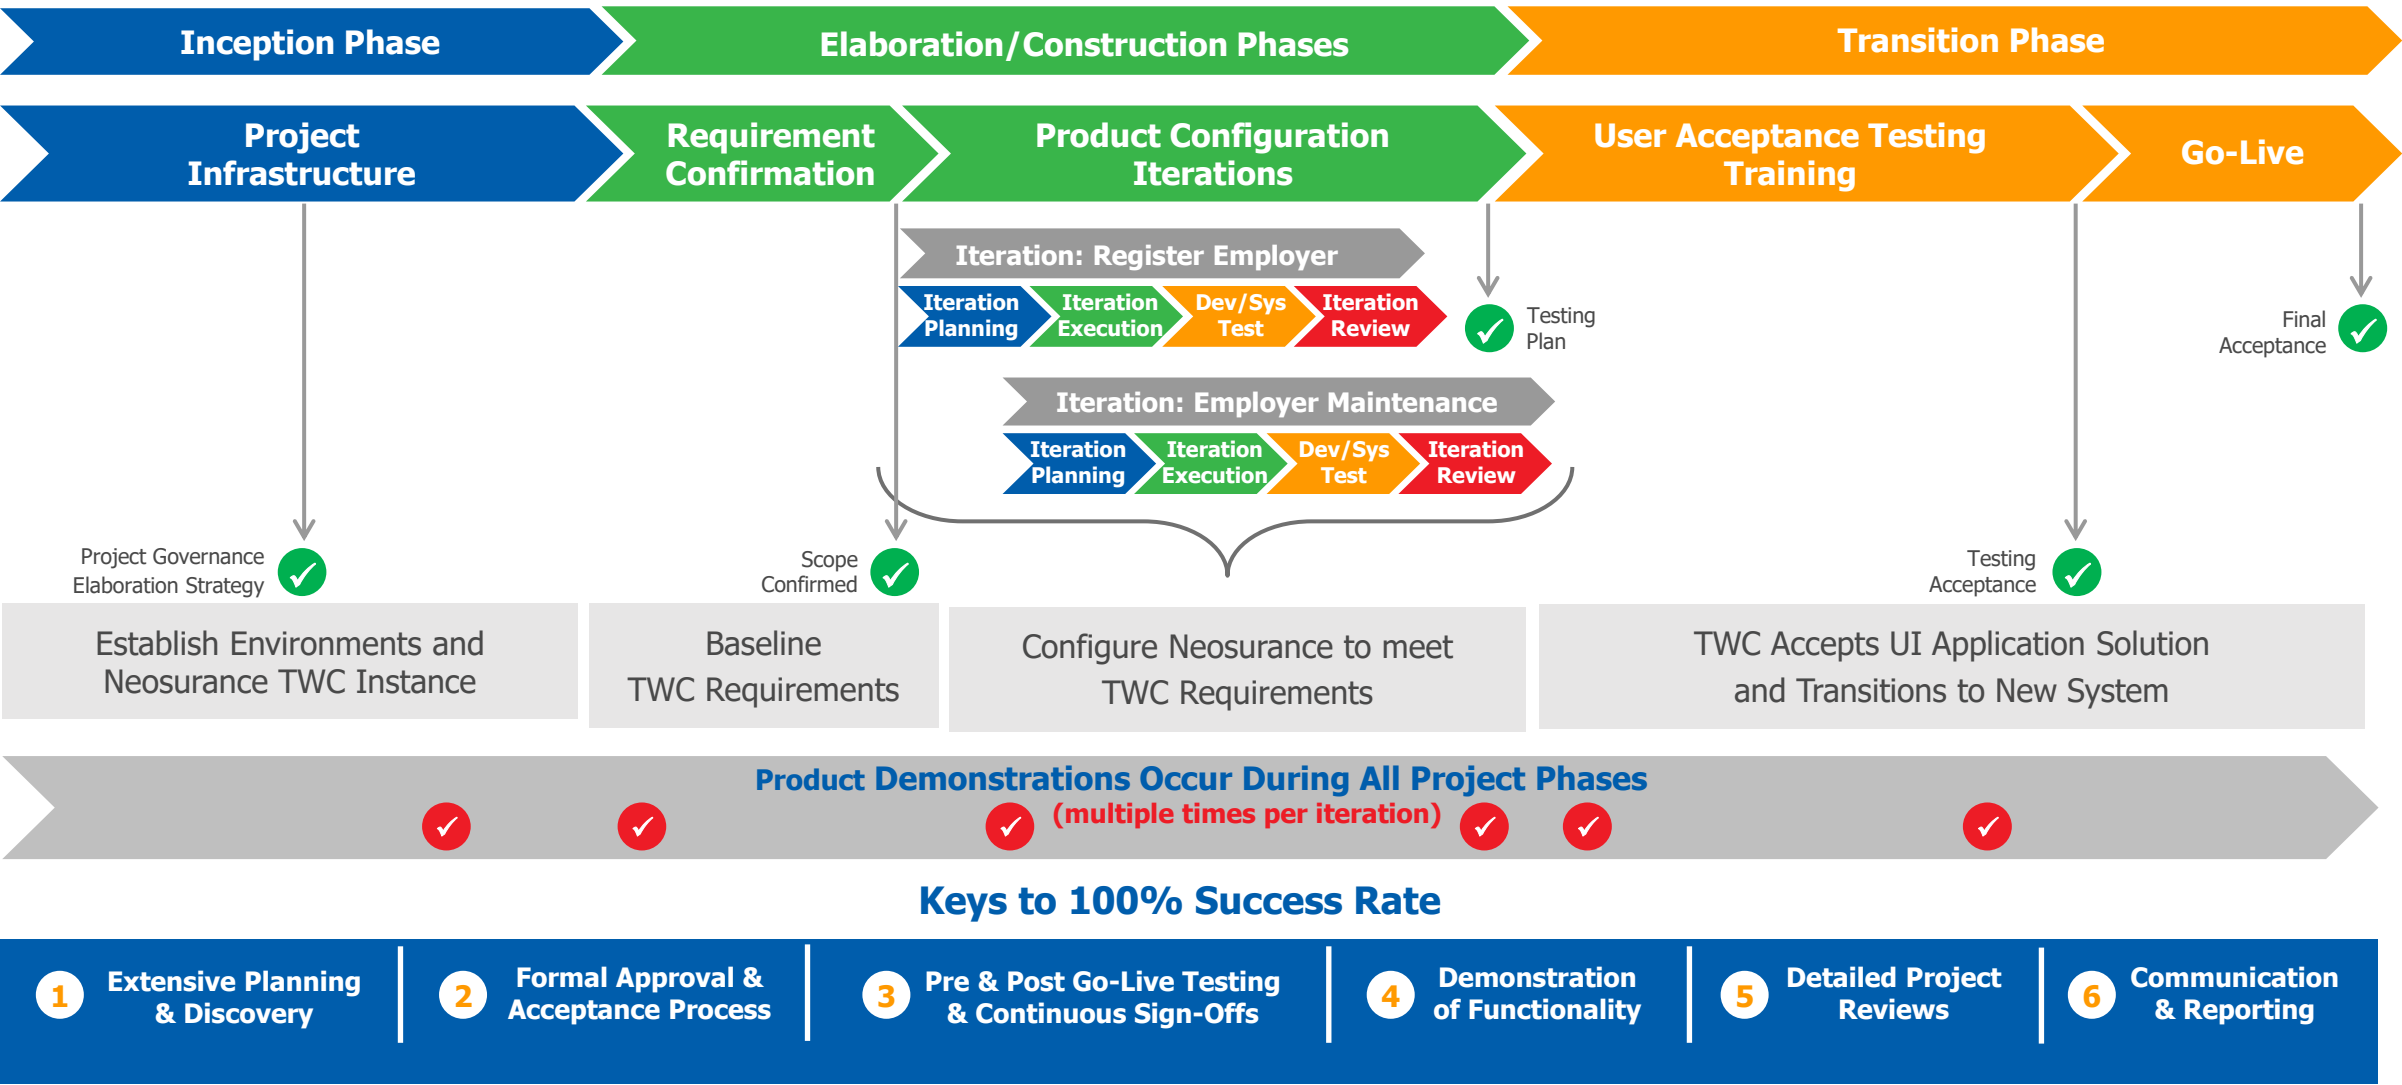 Inception Phase
Elaboration/Construction Phases
Transition Phase
Project
Infrastructure
Requirement
Confirmation
Product Configuration
Iterations
User Acceptance Testing
Training
Go-Live
Iteration: Register Employer
Iteration
Planning
Iteration
Execution
Dev/Sys
Test
Iteration
Review
Testing
Plan
Final
Acceptance
Iteration: Employer Maintenance
Iteration
Planning
Iteration
Execution
Dev/Sys
Test
Iteration
Review
Project Governance
Elaboration Strategy
Scope
Confirmed
Testing
Acceptance
Establish Environments and
Neosurance TWC Instance
Baseline
TWC Requirements
Configure Neosurance to meet
TWC Requirements
TWC Accepts UI Application Solution
and Transitions to New System
Product Demonstrations Occur During All Project Phases
(multiple times per iteration)
Keys to 100% Success Rate
1
Extensive Planning
& Discovery
2
Formal Approval &
Acceptance Process
3
Pre & Post Go-Live Testing
& Continuous Sign-Offs
4
Demonstration
of Functionality
5
Detailed Project
Reviews
6
Communication
& Reporting